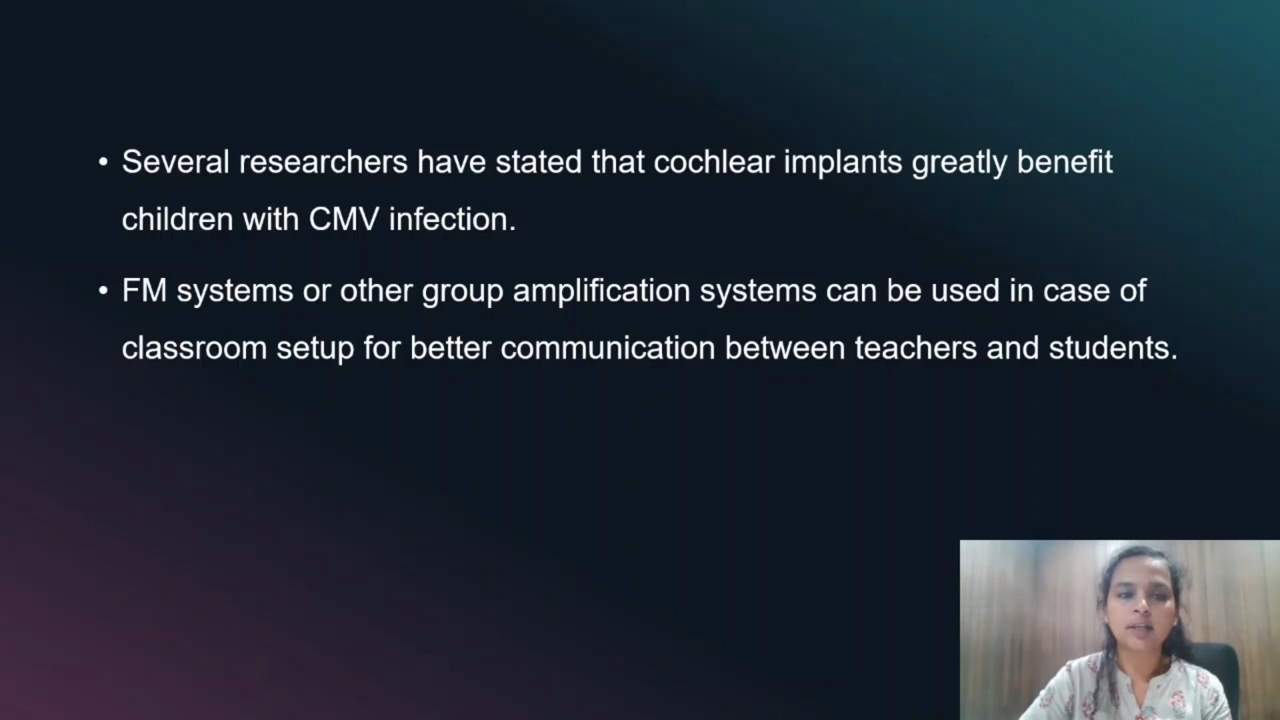 • Several researchers have stated that cochlear implants greatly benefit
children with CMV infection.
• FM systems or other group amplification systems can be used in case of
classroom setup for better communication between teachers and students.